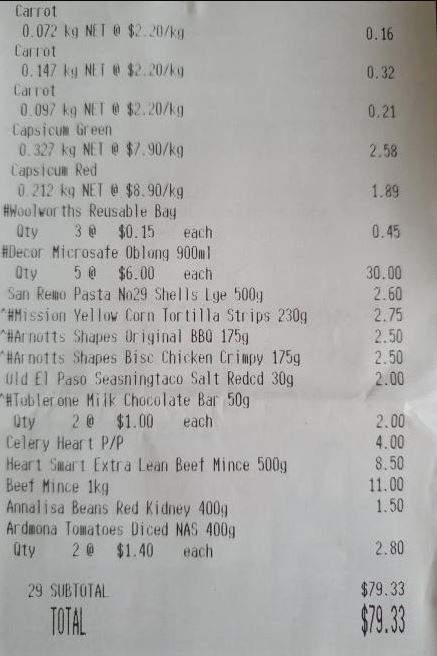 Carrot
0.072 kg NET @ $2.20/kg 0.16
Carrot
0.147 kg NET @ $2.20/kg 0.32
Carrot
0.097 kg NET @ $2.20/kg 0.21
Capsicum Green
0.327 kg NET @ $7.90/kg 2.58
Capsicum Red
0.212 kg NET @ $8.90/kg 1.89
#Woolworths Reusable Bag
Qty 3 @ $0.15 each 0.45
#Decor Microsafe Oblong 900ml
Qty 5 @ $6.00 each 30.00
San Remo Pasta No29 Shells Lge 500g 2.60
^#Mission Yellow Corn Tortilla Strips 230g 2.75
^#Arnotts Shapes Original BBQ 175g 2.50
^#Arnotts Shapes Bisc Chicken Crimpy 175g 2.50
Old El Paso Seasningtaco Salt Redcd 30g 2.00
^#Toblerone Milk Chocolate Bar 50g
Qty 2 @ $1.00 each 2.00
Celery Heart P/P 4.00
Heart Smart Extra Lean Beef Mince 500g 8.50
Beef Mince 1kg 11.00
Annalisa Beans Red Kidney 400g 1.50
Ardmona Tomatoes Diced NAS 400g
Qty 2 @ $1.40 each 2.80
29 SUBTOTAL $79.33
TOTAL $79.33